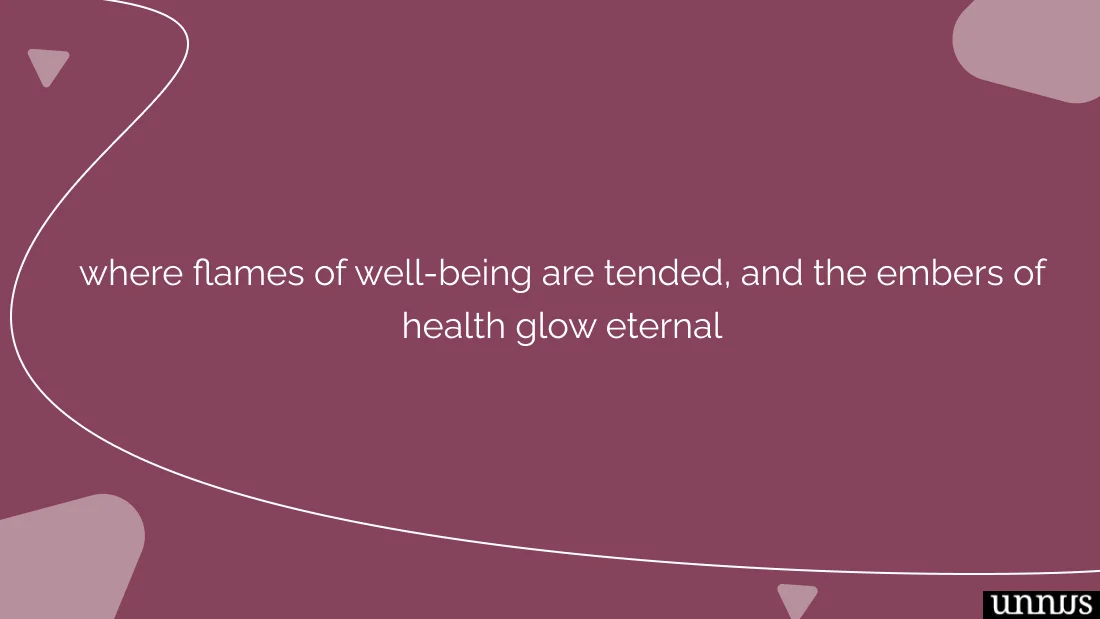 where flames of well-being are tended, and the embers of
health glow eternal
unnus